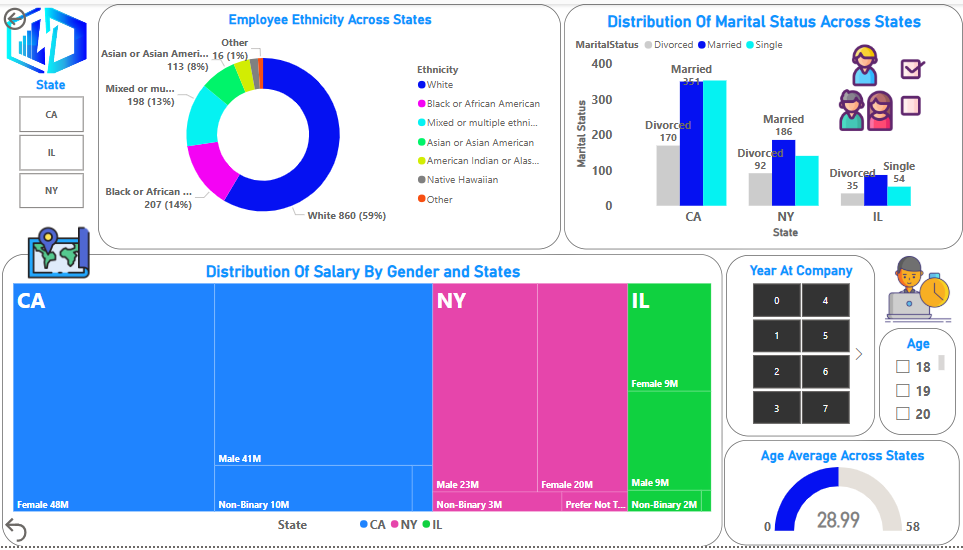 Employee Ethnicity Across States
State
CA
IL
NY
Other
16 (1%)
Asian or Asian Ameri...
113 (8%)
Mixed or mu...
198 (13%)
Black or African ...
207 (14%)
White 860 (59%)
Ethnicity
White
Black or African American
Mixed or multiple ethni...
Asian or Asian American
American Indian or Alas...
Native Hawaiian
Other
Distribution Of Marital Status Across States
MaritalStatus Divorced Married Single
Marital Status
400
300
200
100
0
Divorced
170
Married
351
Divorced
92
Married
186
Divorced
35
Single
54
CA NY IL
State
Distribution Of Salary By Gender and States
CA
Female 48M
Male 41M
Non-Binary 10M
NY
Male 23M
Female 20M
Non-Binary 3M
Prefer Not T...
IL
Female 9M
Male 9M
Non-Binary 2M
State CA NY IL
Year At Company
0 4
1 5
2 6
3 7
Age
18
19
20
Age Average Across States
28.99
0 58